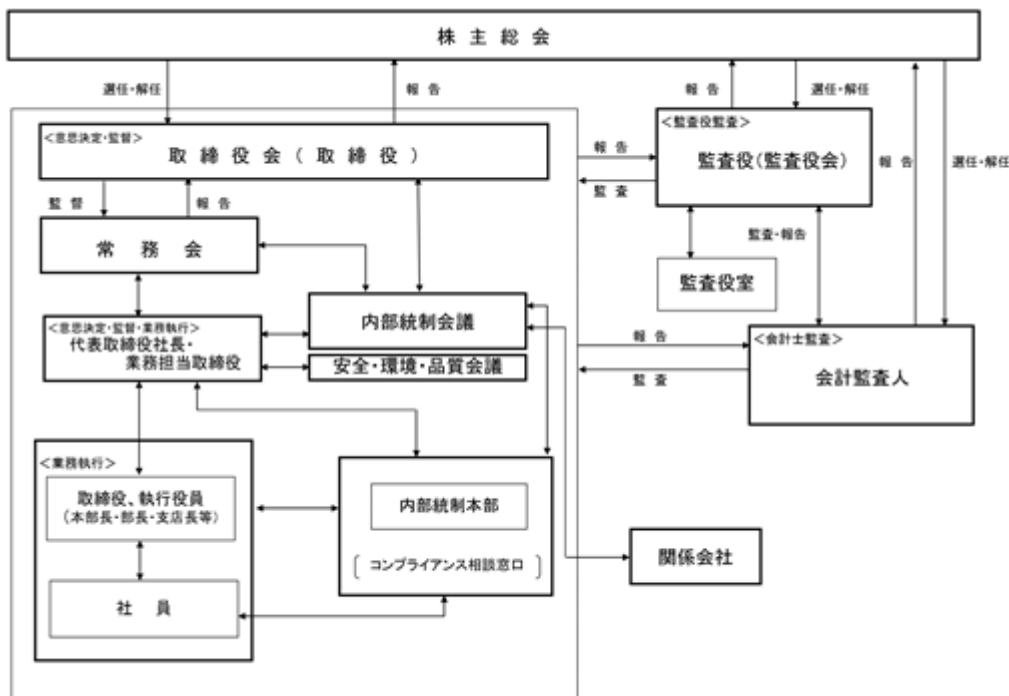 株主総会
選任・解任
報告
報告
選任・解任
<意思決定・監督>
取締役会(取締役)
<監査役監査>
監査役(監査役会)
報告
監査
報告
選任・解任
監督
報告
常務会
監査・報告
監査役室
内部統制会議
<意思決定・監督・業務執行>
代表取締役社長・
業務担当取締役
安全・環境・品質会議
報告
監査
<会計士監査>
会計監査人
<業務執行>
取締役、執行役員
(本部長・部長・支店長等)
社員
内部統制本部
〔コンプライアンス相談窓口〕
関係会社